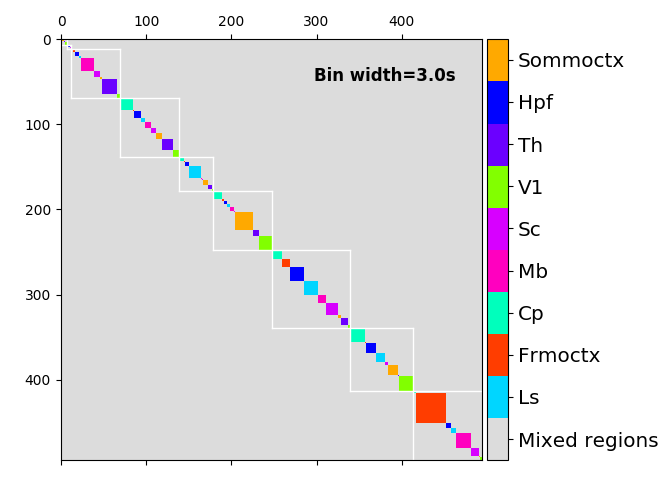 0 100 200 300 400
0
100
200
300
400
Bin width=3.0s
Sommoctx
Hpf
Th
V1
Sc
Mb
Cp
Frmoctx
Ls
Mixed regions